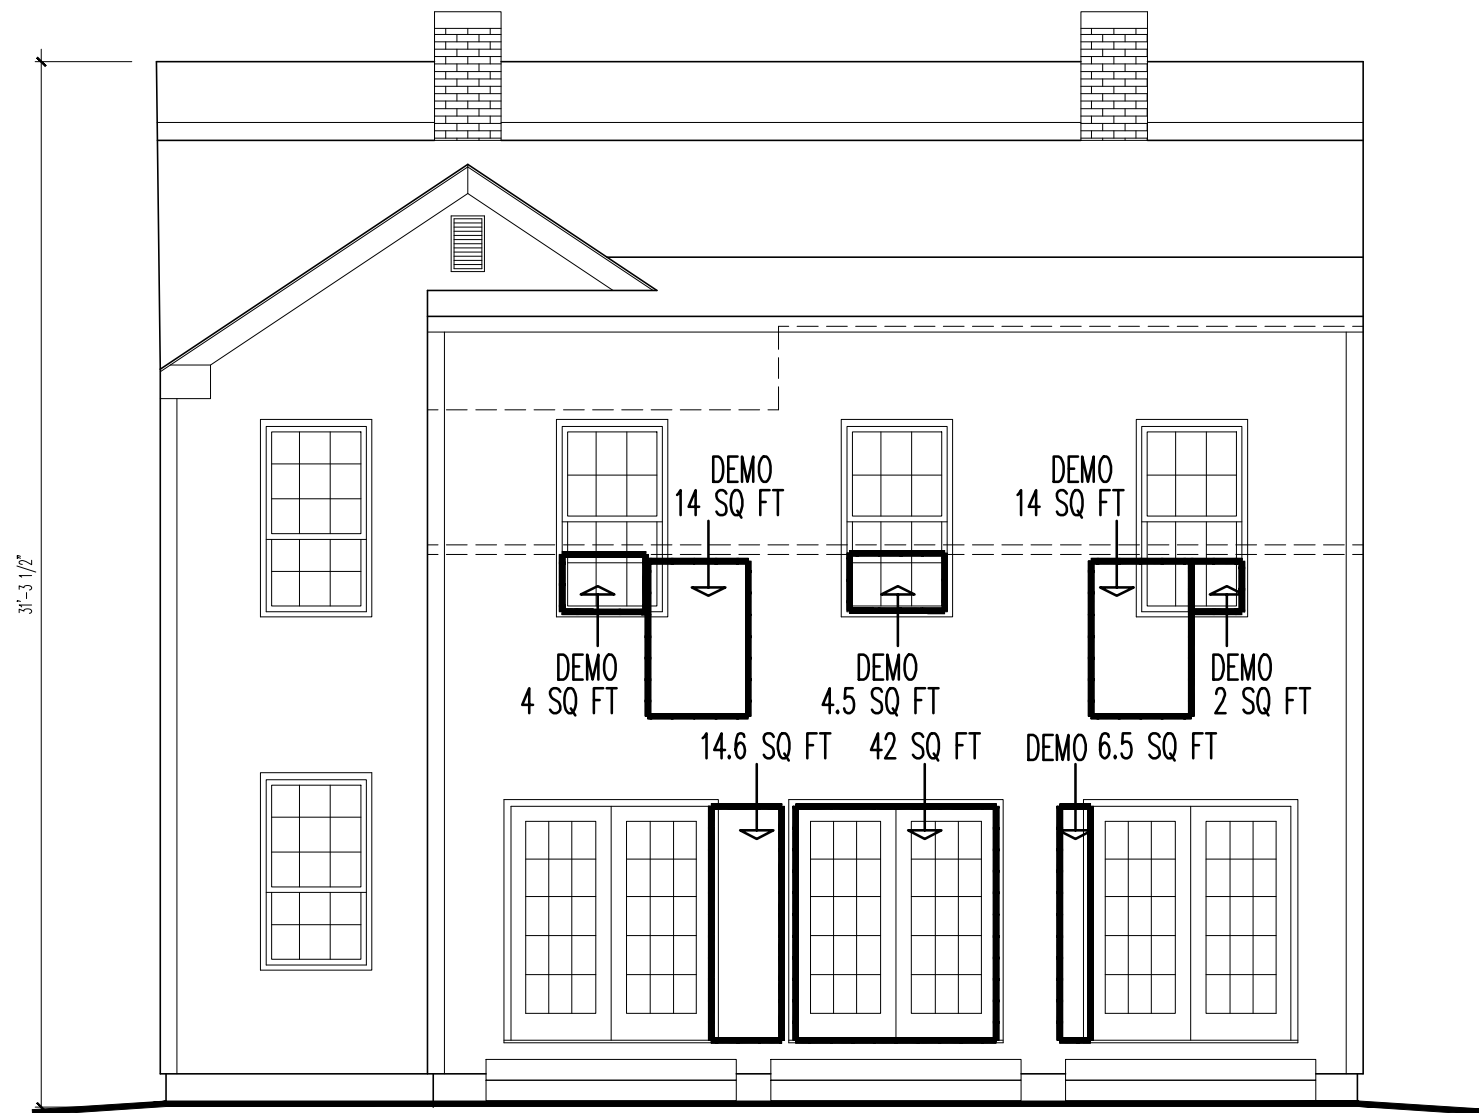 DEMO
14 SQ FT
DEMO
14 SQ FT
31'-3 1/2"
DEMO
4 SQ FT
DEMO
4.5 SQ FT
DEMO
2 SQ FT
14.6 SQ FT
42 SQ FT
DEMO 6.5 SQ FT